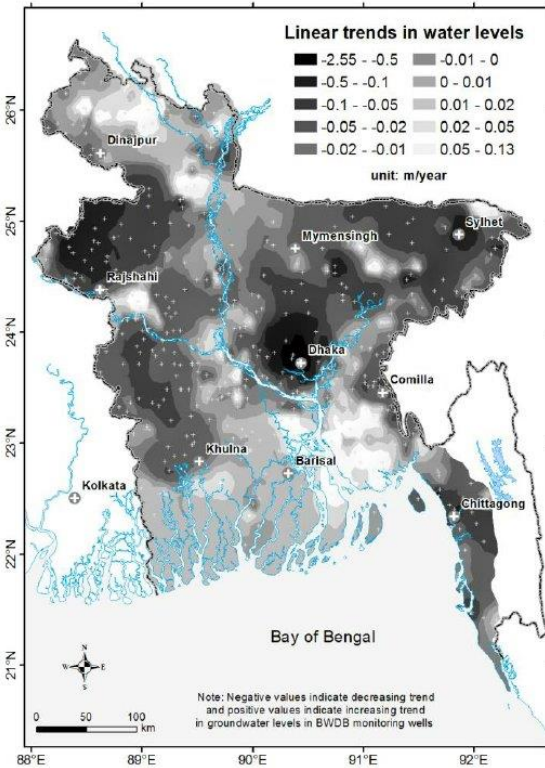 Linear trends in water levels
-2.55 - -0.5
-0.5 - -0.1
-0.1 - -0.05
-0.05 - -0.02
-0.02 - -0.01
-0.01 - 0
0 - 0.01
0.01 - 0.02
0.02 - 0.05
0.05 - 0.13
unit: m/year
26°N
25°N
24°N
23°N
22°N
21°N
Dinajpur
Sylhet
Mymensingh
Rajshahi
Dhaka
Comilla
Khulna
Barisal
Kolkata
Chittagong
Bay of Bengal
N
W E
S
0 50 100
km
Note: Negative values indicate decreasing trend
and positive values indicate increasing trend
in groundwater levels in BWDB monitoring wells
88°E 89°E 90°E 91°E 92°E